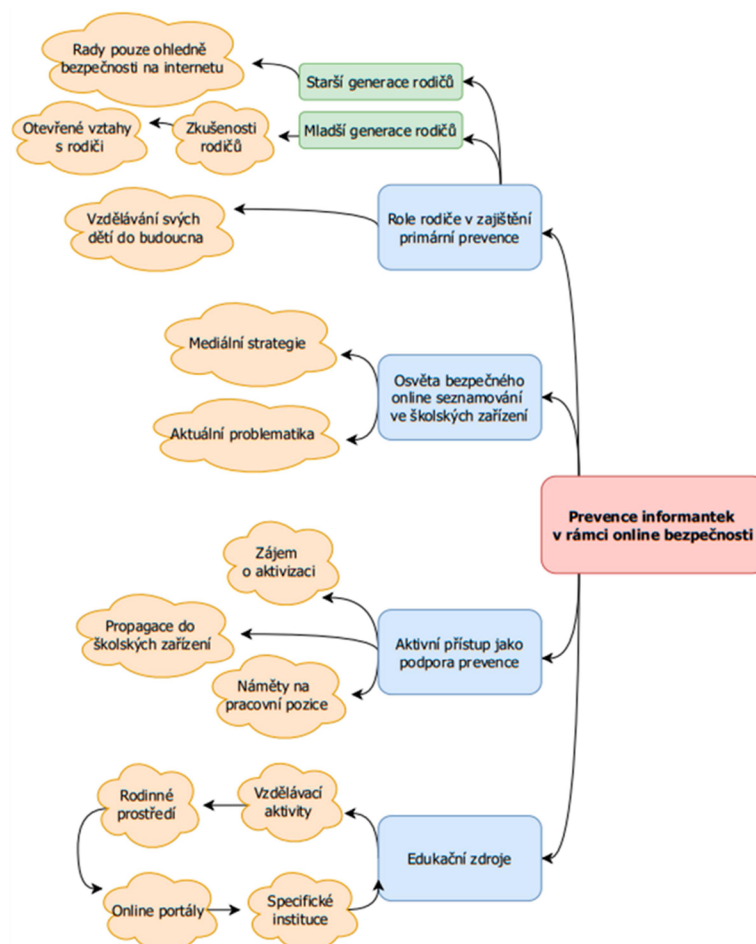 Rady pouze ohledně
bezpečnosti na internetu
Starší generace rodičů
Otevřené vztahy
s rodiči
Zkušenosti
rodičů
Mladší generace rodičů
Vzdělávání svých
dětí do budoucna
Role rodiče v zajištění
primární prevence
Mediální strategie
Aktuální problematika
Osvěta bezpečného
online seznamování
ve školských zařízení
Prevence informantek
v rámci online bezpečnosti
Zájem
o aktivizaci
Propagace do
školských zařízení
Náměty na
pracovní pozice
Aktivní přístup jako
podpora prevence
Rodinné
prostředí
Vzdělávací
aktivity
Online portály
Specifické
instituce
Edukační zdroje